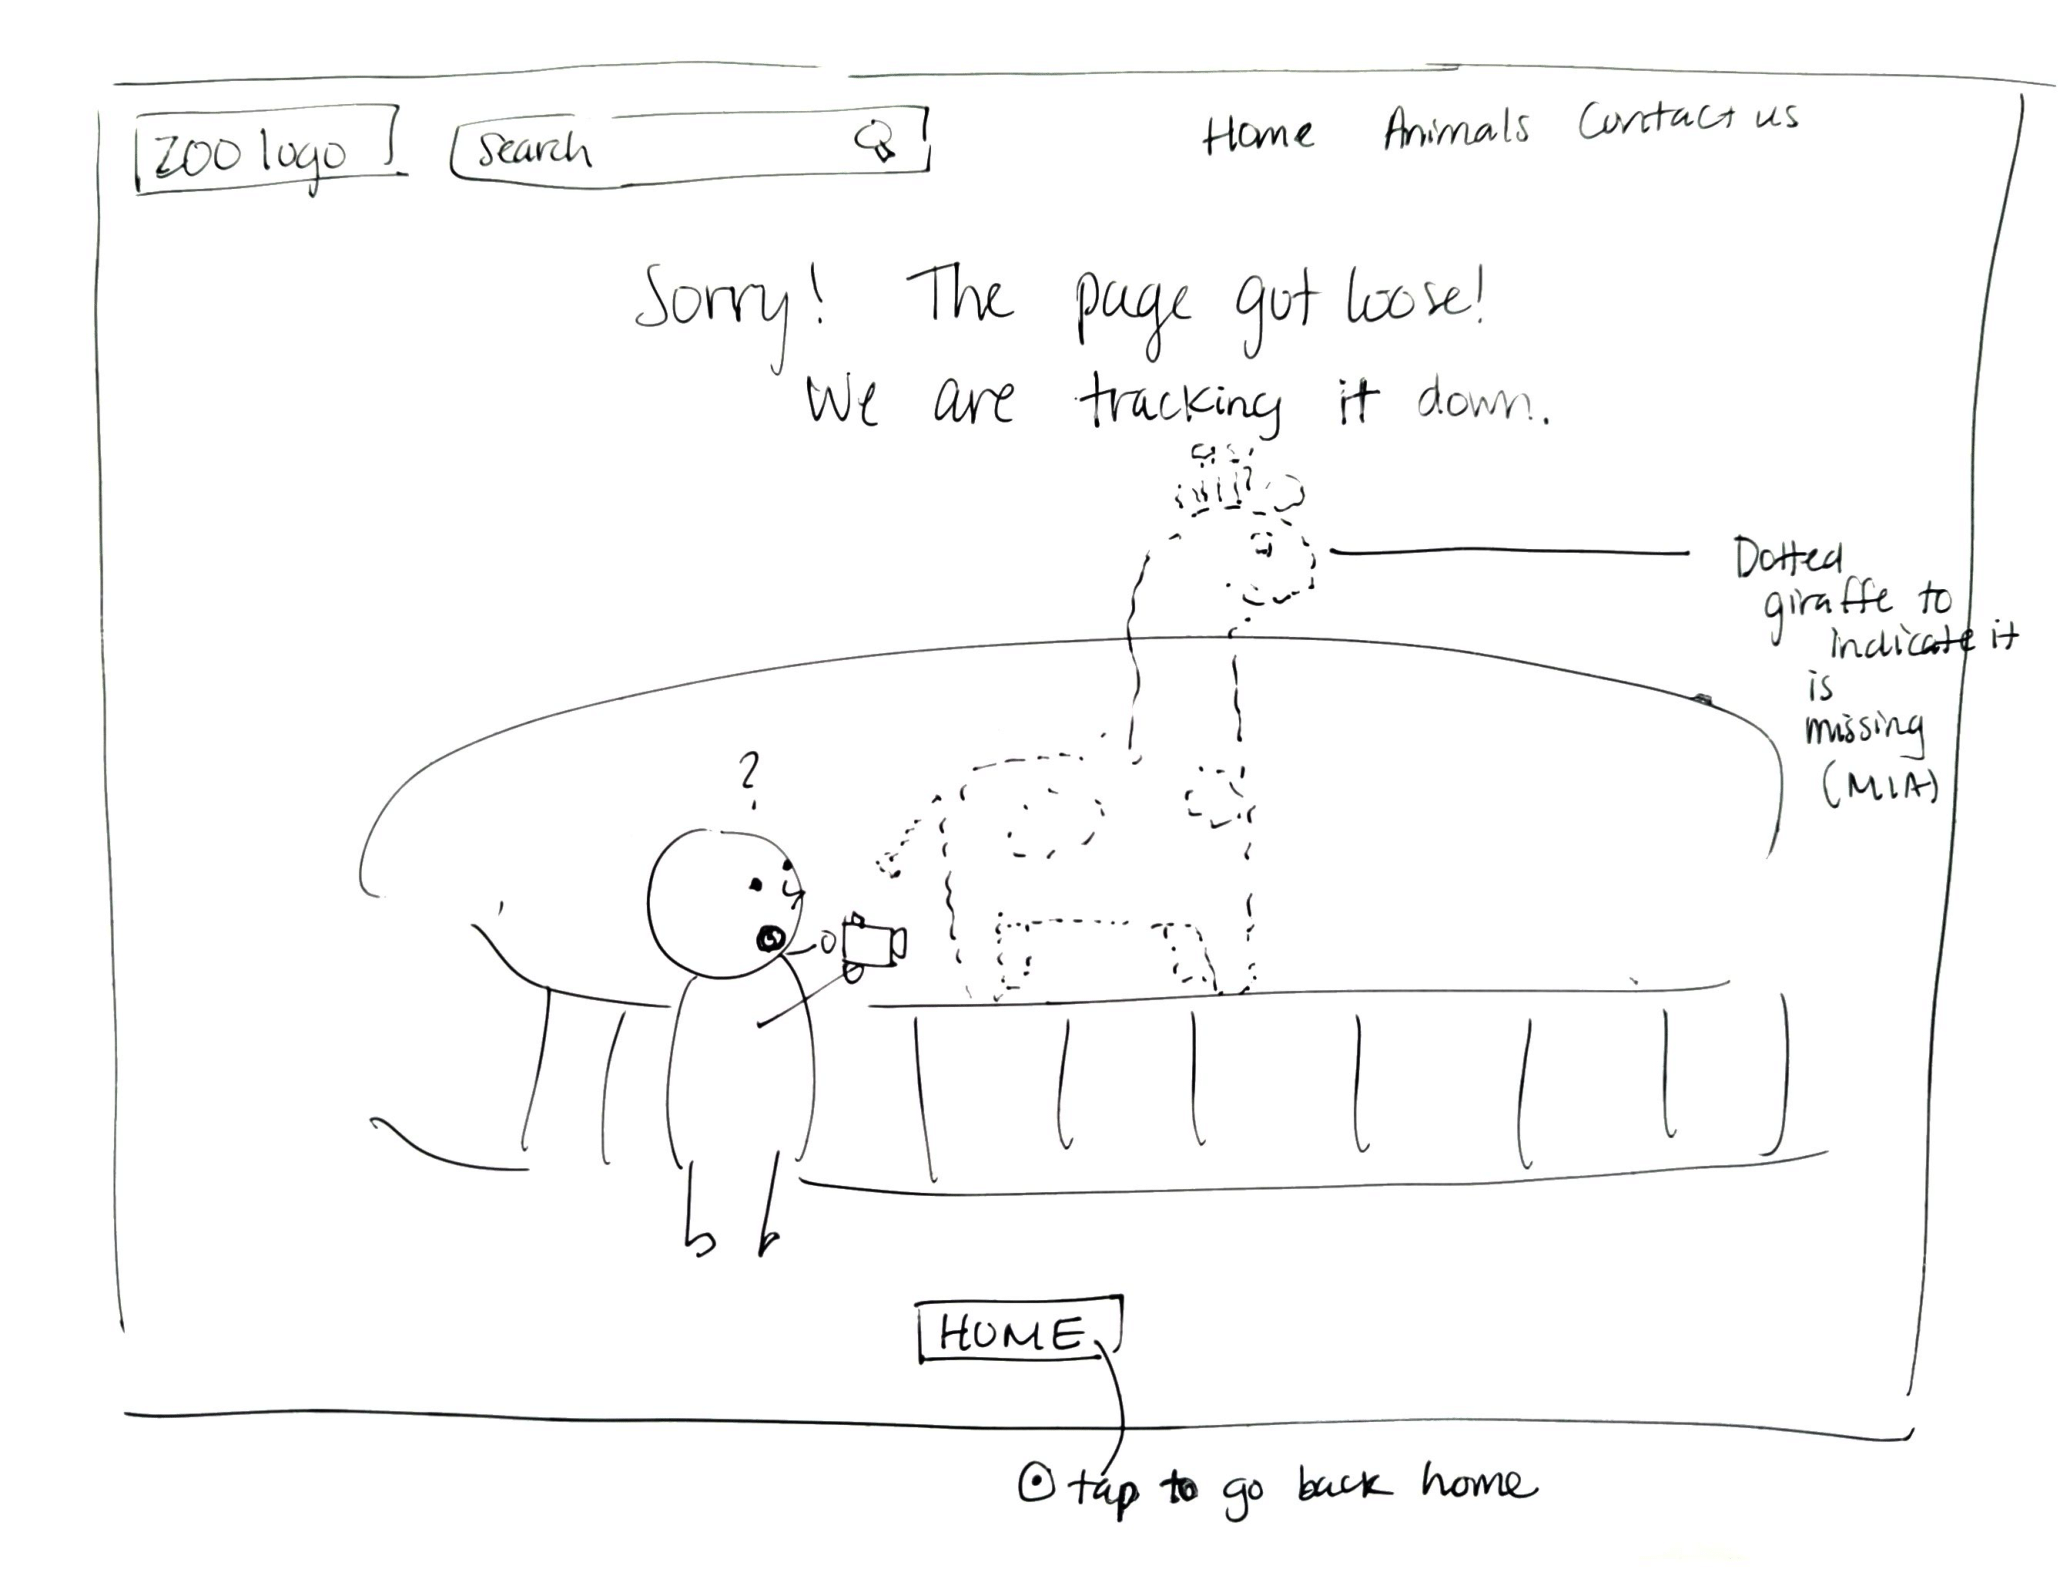 zoo logo
Search
Home Animals Contact us
Sorry! The page got loose!
We are tracking it down.
Dotted
giraffe to
indicate it
is
missing
(MIA)
?
HOME
tap to go back home